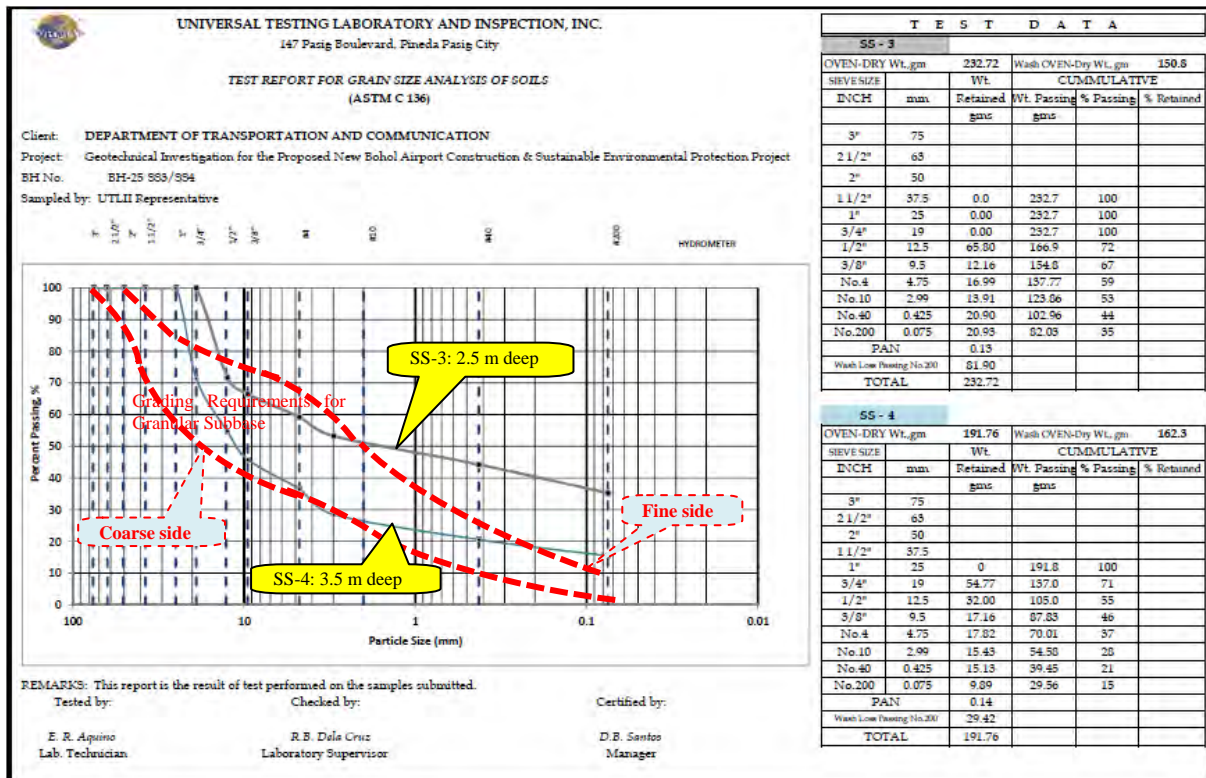 UNIVERSAL TESTING LABORATORY AND INSPECTION, INC.
147 Pasig Boulevard, Pineda Pasig City
TEST REPORT FOR GRAIN SIZE ANALYSIS OF SOILS
(ASTM C 136)
Client: DEPARTMENT OF TRANSPORTATION AND COMMUNICATION
Project: Geotechnical Investigation for the Proposed New Bohol Airport Construction & Sustainable Environmental Protection Project
BH No. BH-25 SS3/SS4
Sampled by: UTLII Representative
3" 2 1/2" 2" 1 1/2" 1" 3/4" 1/2" 3/8" #4 #10 #40 #200 HYDROMETER
100
90
80
70
60
50
40
30
20
10
0
100 10 1 0.1 0.01
Percent Passing, %
Particle Size (mm)
SS-3: 2.5 m deep
Grading Requirements for
Granular Subbase
Coarse side
Fine side
SS-4: 3.5 m deep
REMARKS: This report is the result of test performed on the samples submitted.
Tested by: Checked by: Certified by:
E. R. Aquino R.B. Dela Cruz D.B. Santos
Lab. Technician Laboratory Supervisor Manager
T E S T D A T A
SS - 3
OVEN-DRY Wt.,gm 232.72 Wash OVEN-Dry Wt., gm 150.8
SIEVE SIZE Wt. CUMMULATIVE
INCH mm Retained Wt. Passing % Passing % Retained
gms gms
3" 75
2 1/2" 63
2" 50
1 1/2" 37.5 0.0 232.7 100
1" 25 0.00 232.7 100
3/4" 19 0.00 232.7 100
1/2" 12.5 65.80 166.9 72
3/8" 9.5 12.16 154.8 67
No.4 4.75 16.99 137.77 59
No.10 2.99 13.91 123.86 53
No.40 0.425 20.90 102.96 44
No.200 0.075 20.93 82.03 35
PAN 0.13
Wash Loss Passing No.200 81.90
TOTAL 232.72
SS - 4
OVEN-DRY Wt.,gm 191.76 Wash OVEN-Dry Wt., gm 162.3
SIEVE SIZE Wt. CUMMULATIVE
INCH mm Retained Wt. Passing % Passing % Retained
gms gms
3" 75
2 1/2" 63
2" 50
1 1/2" 37.5
1" 25 0 191.8 100
3/4" 19 54.77 137.0 71
1/2" 12.5 32.00 105.0 55
3/8" 9.5 17.16 87.83 46
No.4 4.75 17.82 70.01 37
No.10 2.99 15.43 54.58 28
No.40 0.425 15.13 39.45 21
No.200 0.075 9.89 29.56 15
PAN 0.14
Wash Loss Passing No.200 29.42
TOTAL 191.76